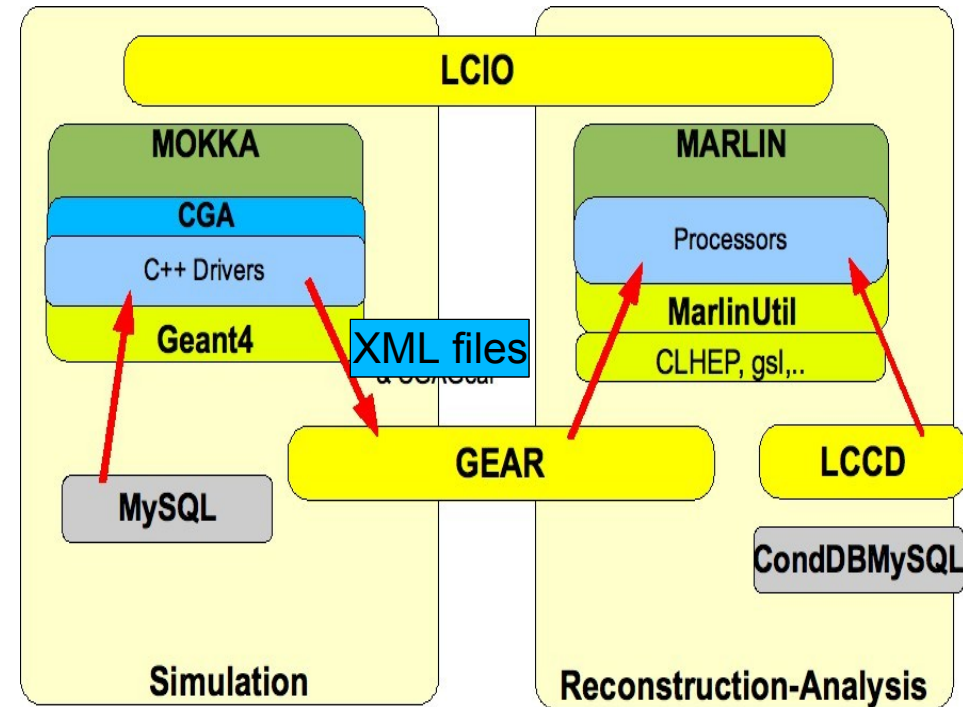 LCIO
MOKKA
CGA
C++ Drivers
Geant4
XML files
GEAR
MySQL
Simulation
MARLIN
Processors
MarlinUtil
CLHEP, gsl,..
LCCD
CondDBMySQL
Reconstruction-Analysis